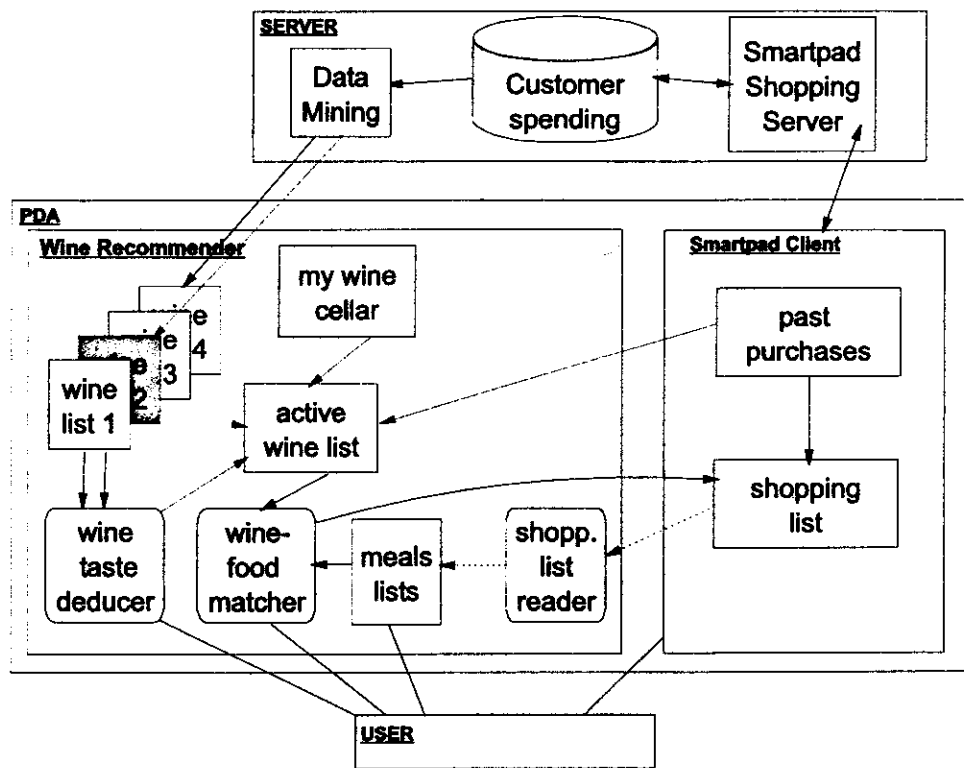 SERVER
Data
Mining
Customer
spending
Smartpad
Shopping
Server
PDA
Wine Recommender
Smartpad Client
my wine
cellar
past
purchases
4
3
2
wine
list 1
active
wine list
shopping
list
wine
taste
deducer
wine-
food
matcher
meals
lists
shopp.
list
reader
USER